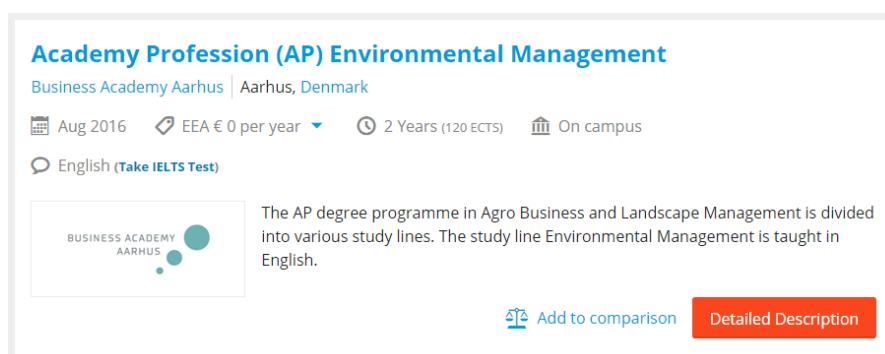 Academy Profession (AP) Environmental Management
Business Academy Aarhus Aarhus, Denmark
Aug 2016 EEA € 0 per year 2 Years (120 ECTS) On campus
English (Take IELTS Test)
BUSINESS ACADEMY
AARHUS
The AP degree programme in Agro Business and Landscape Management is divided
into various study lines. The study line Environmental Management is taught in
English.
Add to comparison Detailed Description